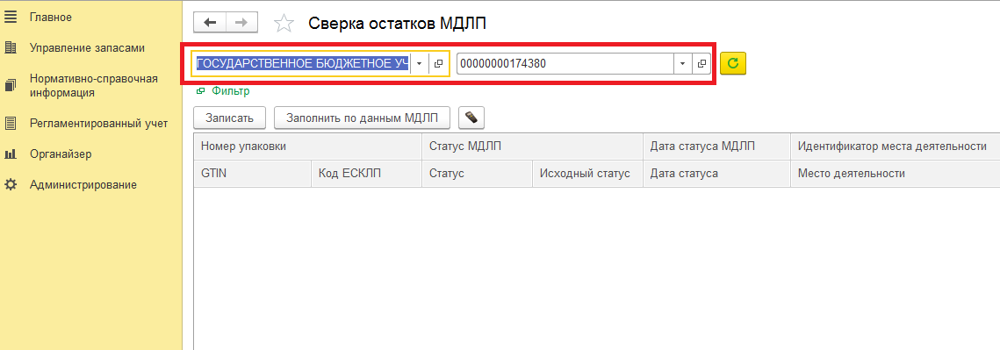 Главное
Управление запасами
Нормативно-справочная
информация
Регламентированный учет
Органайзер
Администрирование
Сверка остатков МДЛП
ГОСУДАРСТВЕННОЕ БЮДЖЕТНОЕ УЧ
00000000174380
Фильтр
Записать
Заполнить по данным МДЛП
Номер упаковки
Статус МДЛП
Дата статуса МДЛП
Идентификатор места деятельности
GTIN
Код ЕСКЛП
Статус
Исходный статус
Дата статуса
Место деятельности